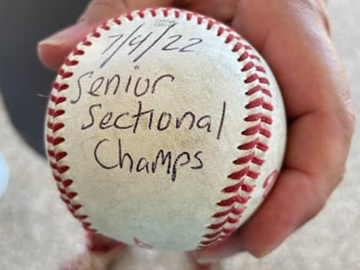 7/4/22
Senior
Sectional
Champs